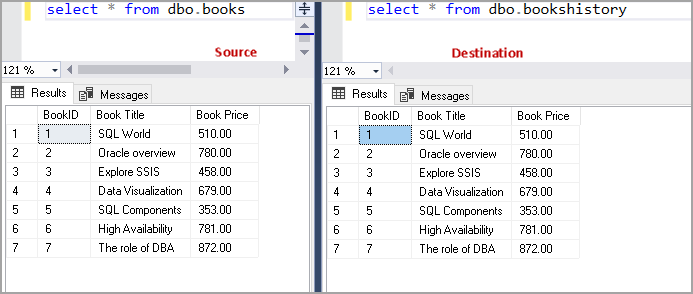 select * from dbo.books
Source
121 %
Results Messages
BookID Book Title Book Price
1 1 SQL World 510.00
2 2 Oracle overview 780.00
3 3 Explore SSIS 458.00
4 4 Data Visualization 679.00
5 5 SQL Components 353.00
6 6 High Availability 781.00
7 7 The role of DBA 872.00
select * from dbo.bookshistory
Destination
121 %
Results Messages
BookID Book Title Book Price
1 1 SQL World 510.00
2 2 Oracle overview 780.00
3 3 Explore SSIS 458.00
4 4 Data Visualization 679.00
5 5 SQL Components 353.00
6 6 High Availability 781.00
7 7 The role of DBA 872.00